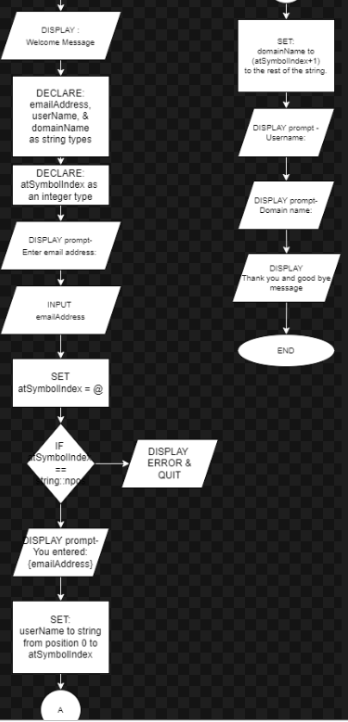 DISPLAY :
Welcome Message
DECLARE:
emailAddress,
userName, &
domainName
as string types
DECLARE:
atSymbolIndex as
an integer type
DISPLAY prompt-
Enter email address:
INPUT
emailAddress
SET
atSymbolIndex = @
IF
atSymbolIndex
==
string::npos
DISPLAY
ERROR &
QUIT
DISPLAY prompt-
You entered:
{emailAddress}
SET:
userName to string
from position 0 to
atSymbolIndex
A
SET:
domainName to
(atSymbolIndex+1)
to the rest of the string.
DISPLAY prompt -
Username:
DISPLAY prompt-
Domain name:
DISPLAY
Thank you and good bye
message
END